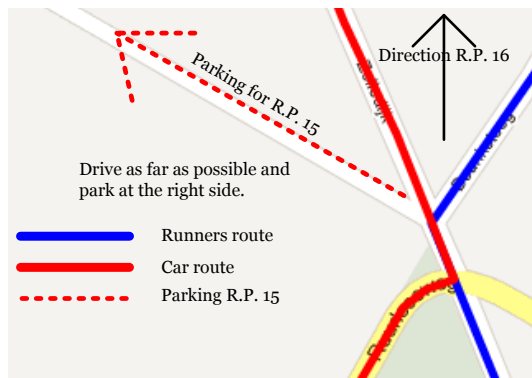 Direction R.P. 16
Parking for R.P. 15
Drive as far as possible and
park at the right side.
Runners route
Car route
Parking R.P. 15